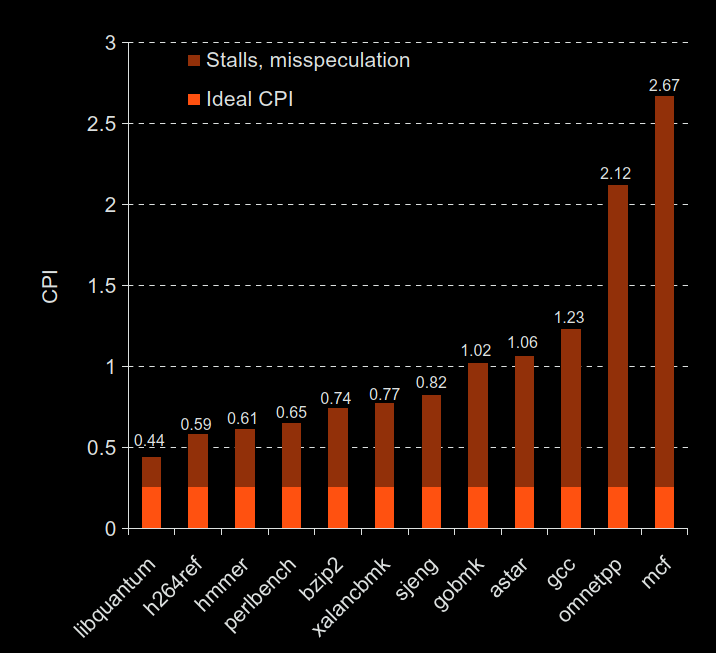 3
Stalls, misspeculation
Ideal CPI
2.67
2.5
2.12
2
CPI
1.5
1.23
1.06
1.02
1
0.82
0.77
0.74
0.65
0.61
0.59
0.44
0.5
0
libquantum
h264ref
hmmer
perlbench
bzip2
xalancbmk
sjeng
gobmk
astar
gcc
omnetpp
mcf